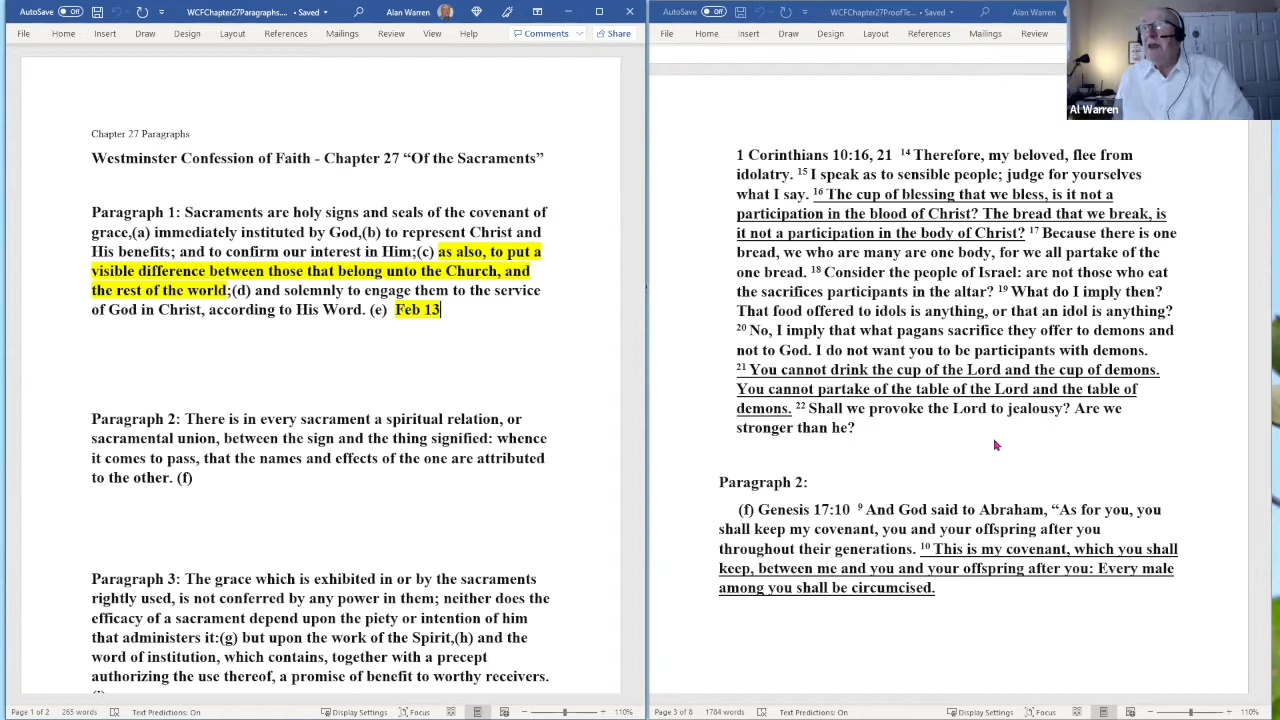 AutoSave Off WCFChapter27Paragraphs.... • Saved Alan Warren
File Home Insert Draw Design Layout References Mailings Review View Help Comments Share
Chapter 27 Paragraphs
Westminster Confession of Faith - Chapter 27 “Of the Sacraments”
Paragraph 1: Sacraments are holy signs and seals of the covenant of
grace,(a) immediately instituted by God,(b) to represent Christ and
His benefits; and to confirm our interest in Him;(c) as also, to put a
visible difference between those that belong unto the Church, and
the rest of the world;(d) and solemnly to engage them to the service
of God in Christ, according to His Word. (e) Feb 13
Paragraph 2: There is in every sacrament a spiritual relation, or
sacramental union, between the sign and the thing signified: whence
it comes to pass, that the names and effects of the one are attributed
to the other. (f)
Paragraph 3: The grace which is exhibited in or by the sacraments
rightly used, is not conferred by any power in them; neither does the
efficacy of a sacrament depend upon the piety or intention of him
that administers it:(g) but upon the work of the Spirit,(h) and the
word of institution, which contains, together with a precept
authorizing the use thereof, a promise of benefit to worthy receivers.
Page 1 of 2 265 words Text Predictions: On Display Settings Focus 110%
AutoSave Off WCFChapter27ProofTe... • Saved Alan Warren
File Home Insert Draw Design Layout References Mailings Review
Al Warren
1 Corinthians 10:16, 21 14 Therefore, my beloved, flee from
idolatry. 15 I speak as to sensible people; judge for yourselves
what I say. 16 The cup of blessing that we bless, is it not a
participation in the blood of Christ? The bread that we break, is
it not a participation in the body of Christ? 17 Because there is one
bread, we who are many are one body, for we all partake of the
one bread. 18 Consider the people of Israel: are not those who eat
the sacrifices participants in the altar? 19 What do I imply then?
That food offered to idols is anything, or that an idol is anything?
20 No, I imply that what pagans sacrifice they offer to demons and
not to God. I do not want you to be participants with demons.
21 You cannot drink the cup of the Lord and the cup of demons.
You cannot partake of the table of the Lord and the table of
demons. 22 Shall we provoke the Lord to jealousy? Are we
stronger than he?
Paragraph 2:
(f) Genesis 17:10 9 And God said to Abraham, “As for you, you
shall keep my covenant, you and your offspring after you
throughout their generations. 10 This is my covenant, which you shall
keep, between me and you and your offspring after you: Every male
among you shall be circumcised.
Page 3 of 8 1784 words Text Predictions: On Display Settings Focus 110%